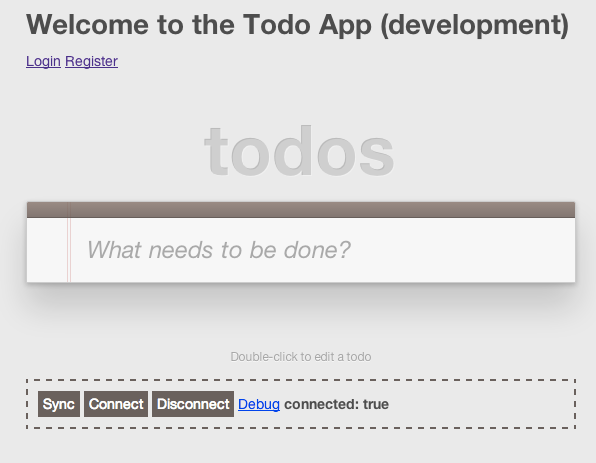 Welcome to the Todo App (development)
Login Register
todos
What needs to be done?
Double-click to edit a todo
Sync Connect Disconnect Debug connected: true